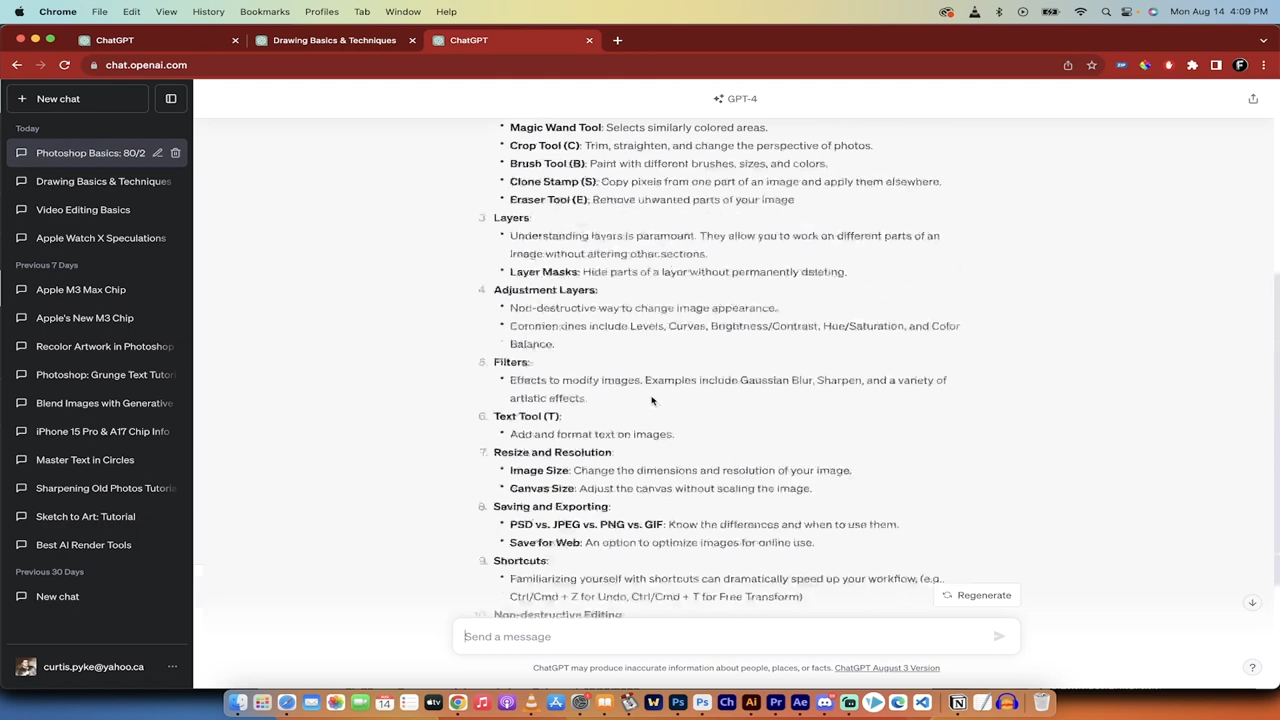 Chrome File Edit View History Bookmarks Profiles Tab Window Help Mon Aug 14 4:09 PM
ChatGPT Drawing Basics & Techniques ChatGPT
chat.openai.com
New chat
Today
Photoshop Basics: 80/2
Drawing Basics & Techniques
Video Editing Basics
Apple Watch X Speculations
Previous 7 Days
Apple M3 Max Chip
Apple's New M3 Chip
Recolor Artwork in Photoshop
Photoshop: Grunge Text Tutori
Blend Images with Generative
iPhone 15 Pro & A17 Chip Info
Master Text in Circles
Sharpening Old Photos Tutoria
Sketch to Art: Tutorial
Best AI Render Tools
Previous 30 Days
New chat
curtis.pyke@yahoo.ca
GPT-4
• Magic Wand Tool: Selects similarly colored areas.
• Crop Tool (C): Trim, straighten, and change the perspective of photos.
• Brush Tool (B): Paint with different brushes, sizes, and colors.
• Clone Stamp (S): Copy pixels from one part of an image and apply them elsewhere.
• Eraser Tool (E): Remove unwanted parts of your image
3. Layers:
• Understanding layers is paramount. They allow you to work on different parts of an
image without altering other sections.
• Layer Masks: Hide parts of a layer without permanently deleting.
4. Adjustment Layers:
• Non-destructive way to change image appearance.
• Common ones include Levels, Curves, Brightness/Contrast, Hue/Saturation, and Color
Balance.
5. Filters:
• Effects to modify images. Examples include Gaussian Blur, Sharpen, and a variety of
artistic effects.
6. Text Tool (T):
• Add and format text on images.
7. Resize and Resolution:
• Image Size: Change the dimensions and resolution of your image.
• Canvas Size: Adjust the canvas without scaling the image.
8. Saving and Exporting:
• PSD vs. JPEG vs. PNG vs. GIF: Know the differences and when to use them.
• Save for Web: An option to optimize images for online use.
9. Shortcuts:
• Familiarizing yourself with shortcuts can dramatically speed up your workflow, (e.g.,
Ctrl/Cmd + Z for Undo, Ctrl/Cmd + T for Free Transform)
10. Non-destructive Editing:
Regenerate
Send a message
ChatGPT may produce inaccurate information about people, places, or facts. ChatGPT August 3 Version